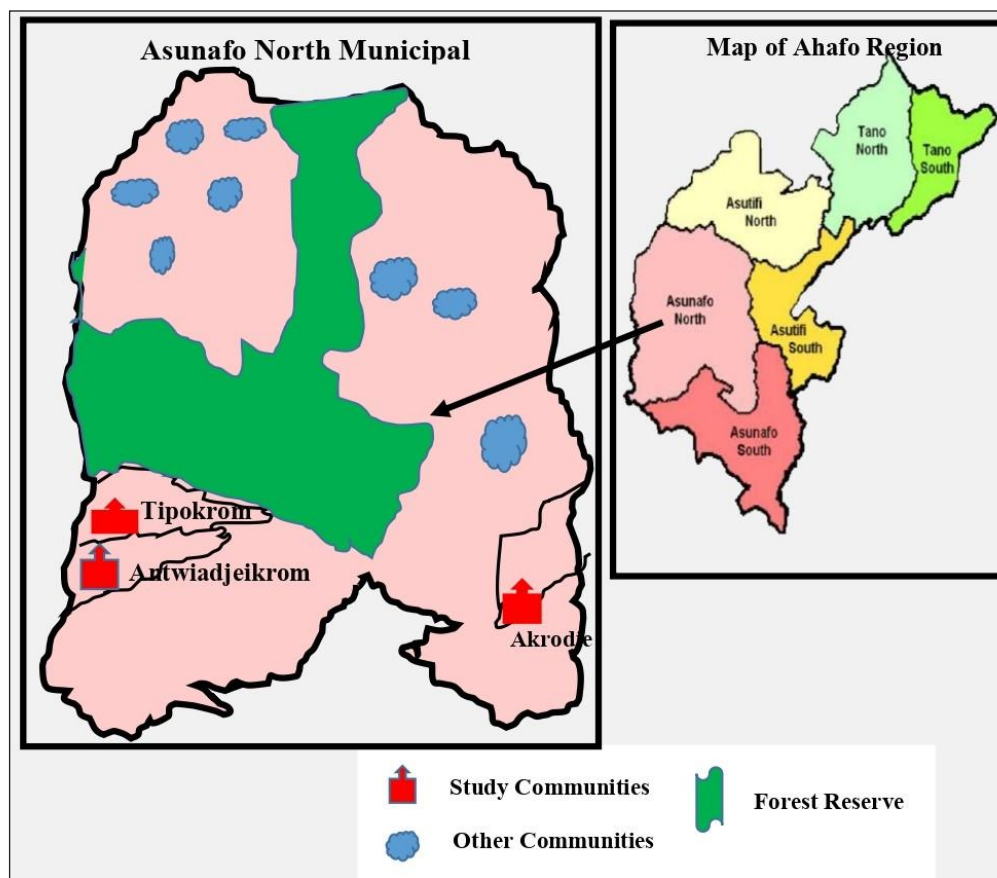 Asunafo North Municipal
Tipokrom
Antwiadjeikrom
Akrodie
Map of Ahafo Region
Tano
North
Tano
South
Asutifi
North
Asunafo
North
Asutifi
South
Asunafo
South
Study Communities
Other Communities
Forest Reserve